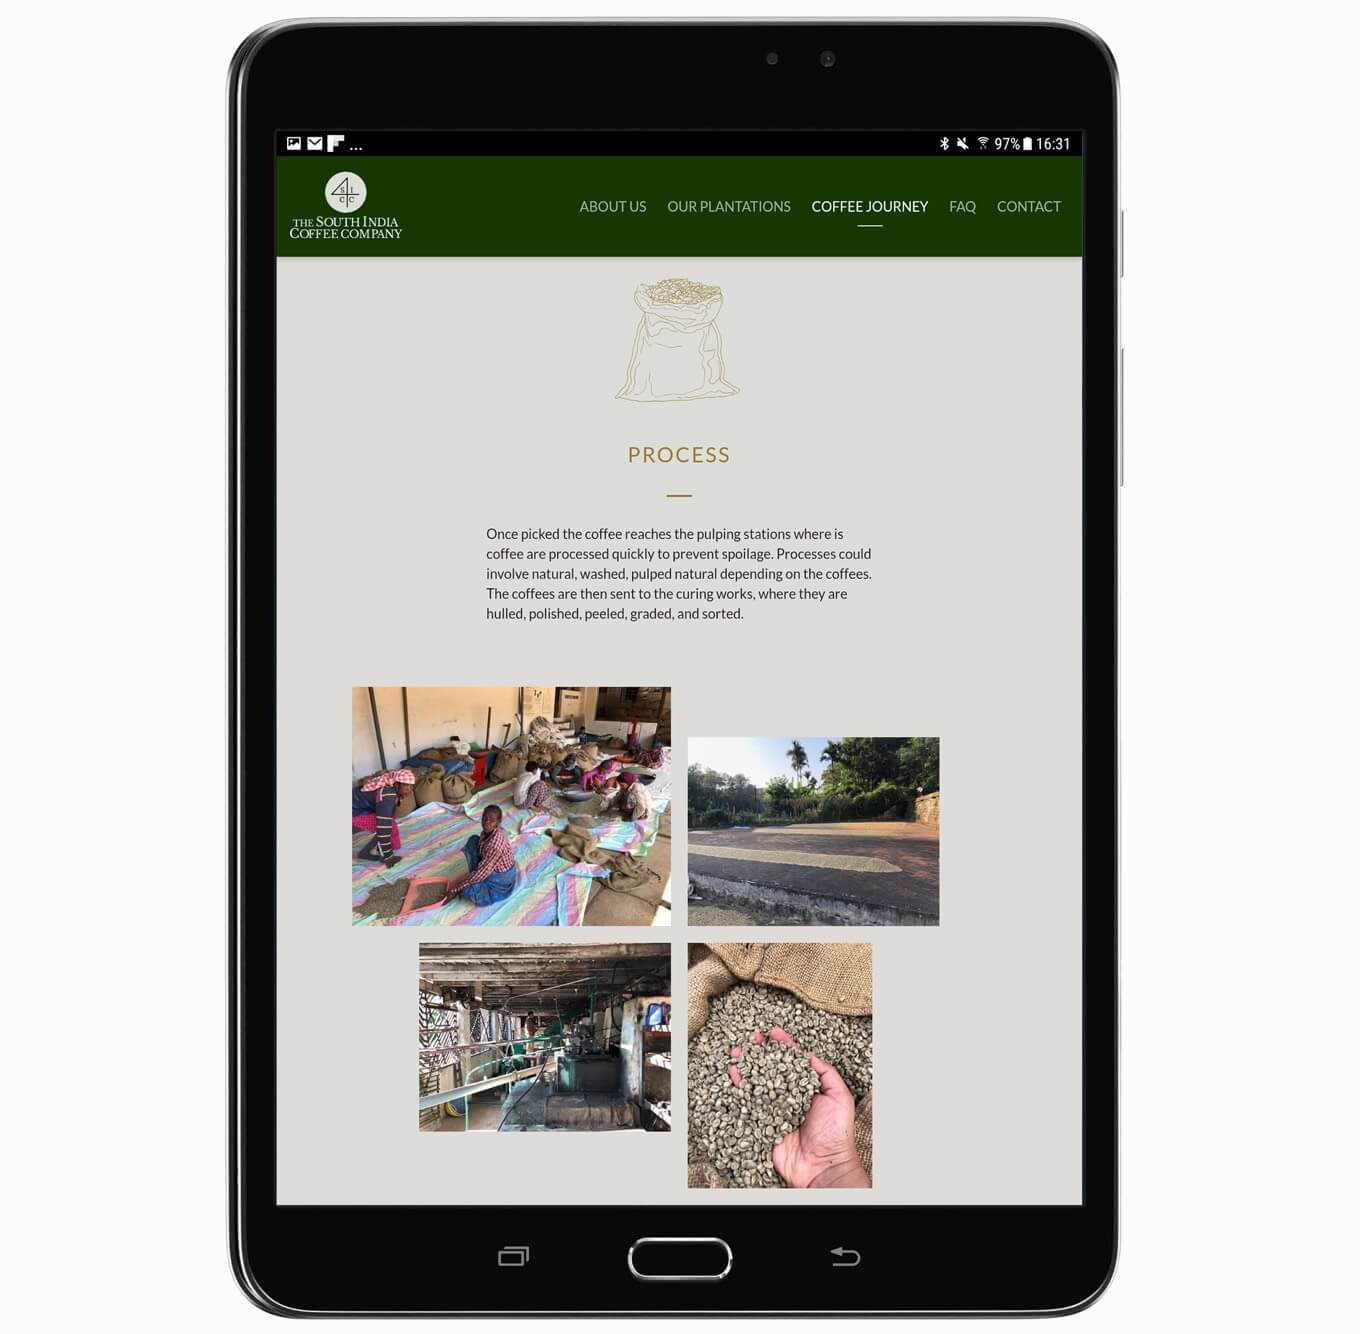 ... 97% 16:31
S I
C C
THE SOUTH INDIA
COFFEE COMPANY
ABOUT US OUR PLANTATIONS COFFEE JOURNEY FAQ CONTACT
PROCESS
Once picked the coffee reaches the pulping stations where is
coffee are processed quickly to prevent spoilage. Processes could
involve natural, washed, pulped natural depending on the coffees.
The coffees are then sent to the curing works, where they are
hulled, polished, peeled, graded, and sorted.